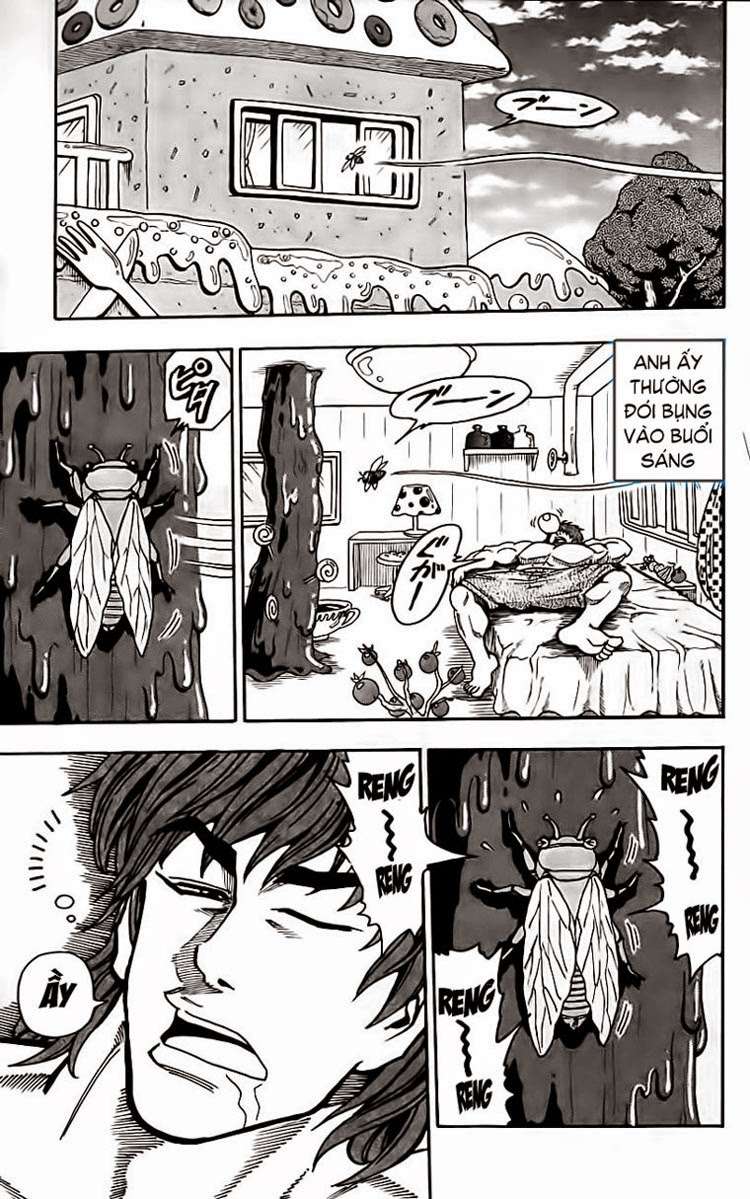 ブーン
ANH ẤY
THƯỜNG
ĐÓI BỤNG
VÀO BUỔI
SÁNG
ブーン
ぐがー
ピタ
RENG
RENG
RENG
RENG
RENG
RENG
ẦY